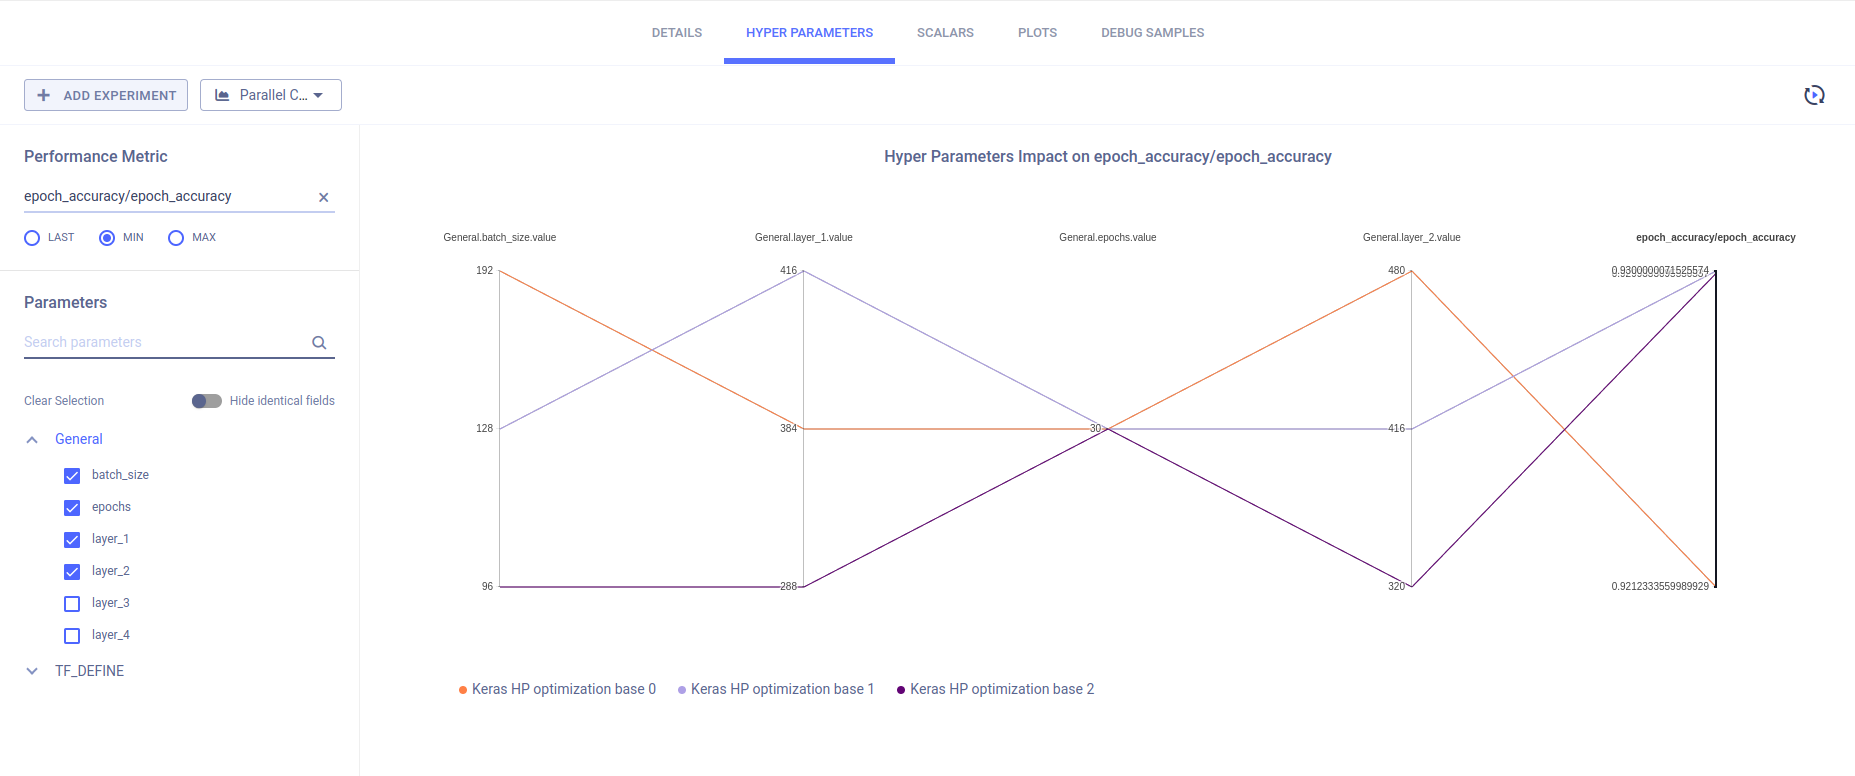 DETAILS HYPER PARAMETERS SCALARS PLOTS DEBUG SAMPLES
ADD EXPERIMENT Parallel C...
Performance Metric
epoch_accuracy/epoch_accuracy
LAST MIN MAX
Parameters
Search parameters
Clear Selection Hide identical fields
General
batch_size
epochs
layer_1
layer_2
layer_3
layer_4
TF_DEFINE
Hyper Parameters Impact on epoch_accuracy/epoch_accuracy
General.batch_size.value General.layer_1.value General.epochs.value General.layer_2.value epoch_accuracy/epoch_accuracy
192 416 480 0.9300000071525574
128 384 30 416
96 288 320 0.9212333559989929
Keras HP optimization base 0 Keras HP optimization base 1 Keras HP optimization base 2